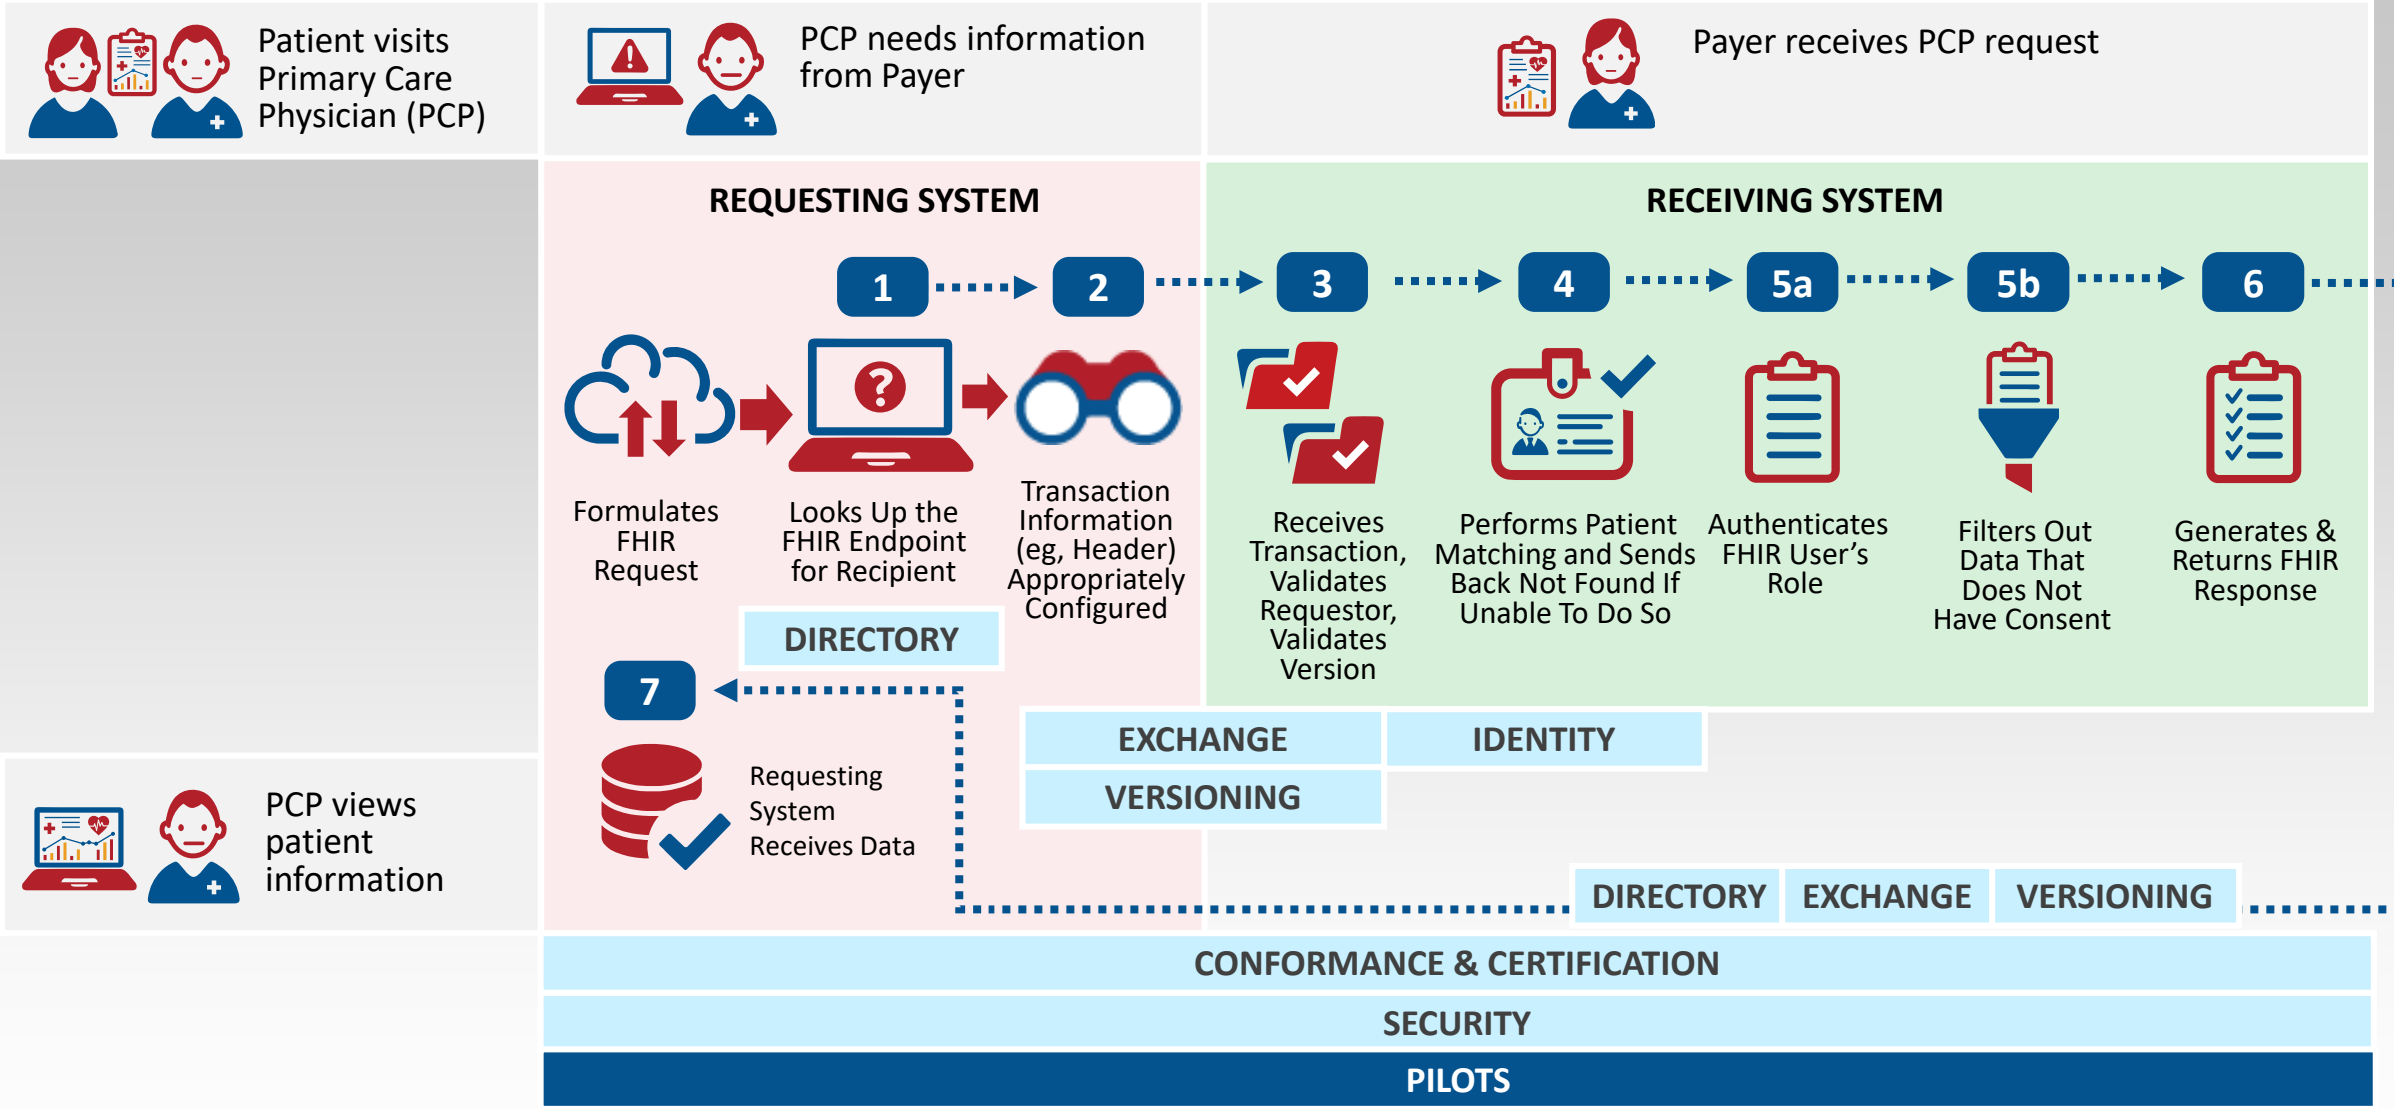 Patient visits
Primary Care
Physician (PCP)
PCP needs information
from Payer
Payer receives PCP request
REQUESTING SYSTEM
RECEIVING SYSTEM
1
2
3
4
5a
5b
6
Formulates
FHIR
Request
Looks Up the
FHIR Endpoint
for Recipient
Transaction
Information
(eg, Header)
Appropriately
Configured
Receives
Transaction,
Validates
Requestor,
Validates
Version
Performs Patient
Matching and Sends
Back Not Found If
Unable To Do So
Authenticates
FHIR User's
Role
Filters Out
Data That
Does Not
Have Consent
Generates &
Returns FHIR
Response
DIRECTORY
7
EXCHANGE
IDENTITY
VERSIONING
Requesting
System
Receives Data
PCP views
patient
information
DIRECTORY
EXCHANGE
VERSIONING
CONFORMANCE & CERTIFICATION
SECURITY
PILOTS